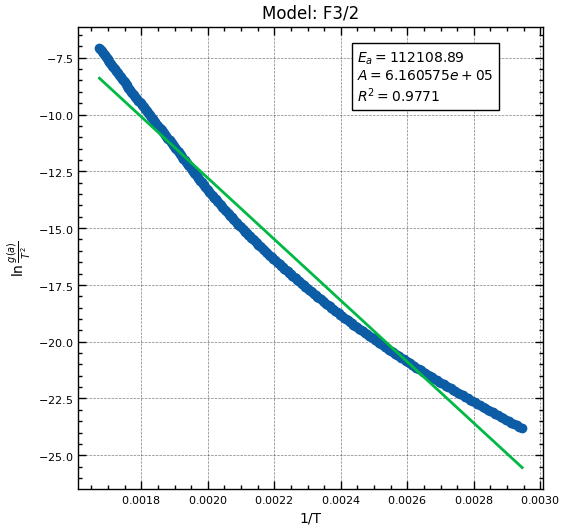 Model: F3/2
E_a = 112108.89
A = 6.160575e + 05
R² = 0.9771
−7.5
−10.0
−12.5
−15.0
−17.5
−20.0
−22.5
−25.0
ln g(a)/T²
0.0018 0.0020 0.0022 0.0024 0.0026 0.0028 0.0030
1/T